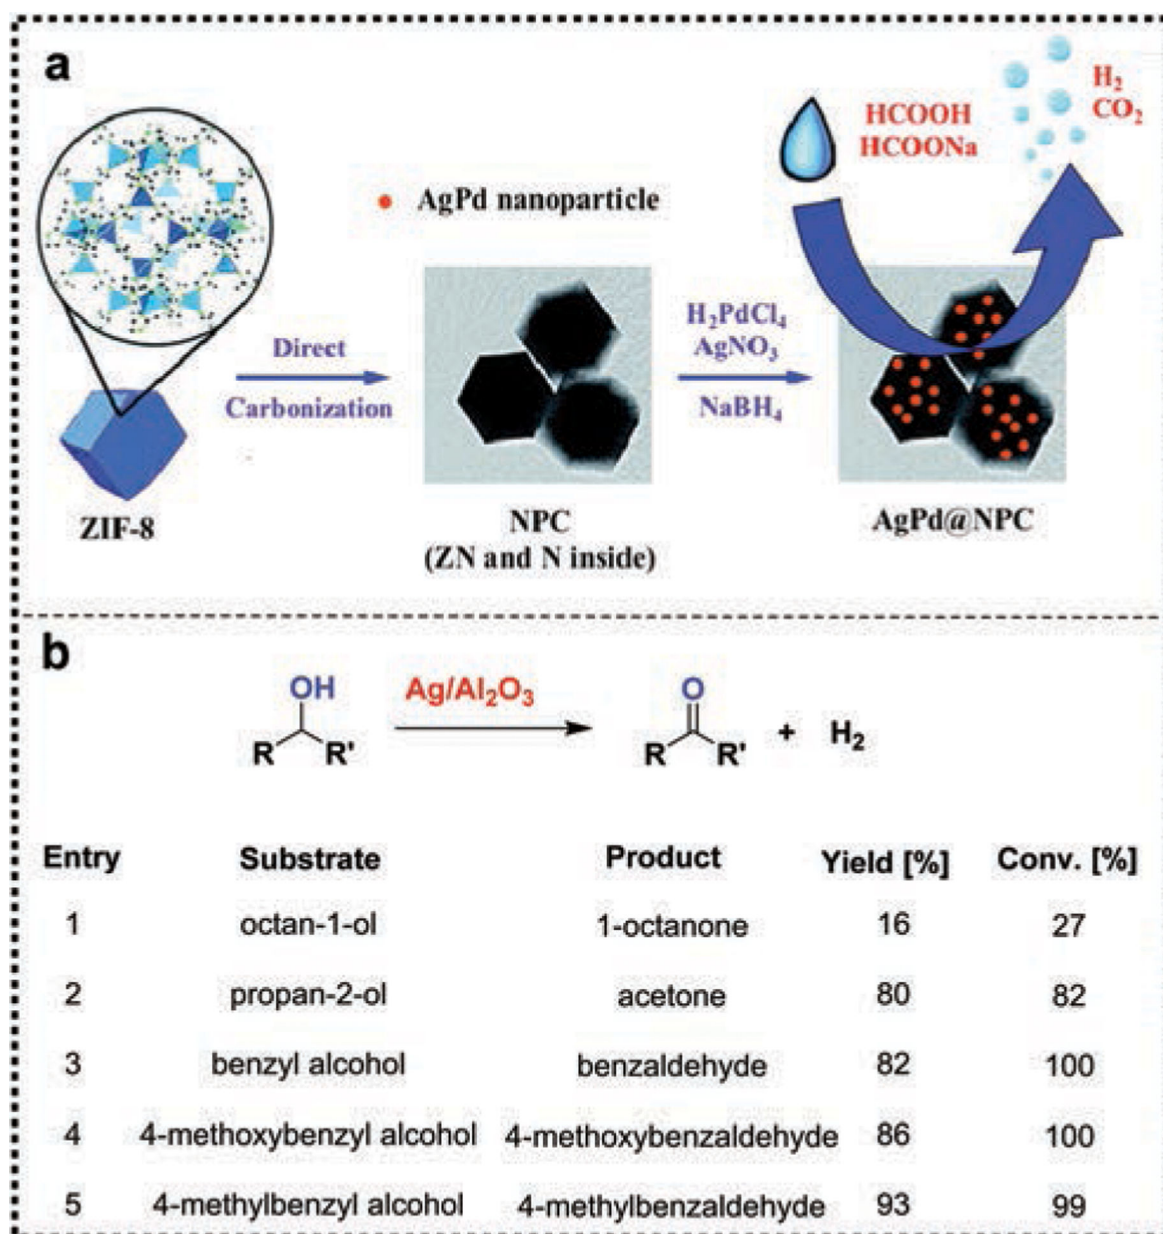 a
H₂
CO₂
HCOOH
HCOONa
AgPd nanoparticle
Direct
Carbonization
H₂PdCl₄
AgNO₃
NaBH₄
ZIF-8
NPC
(ZN and N inside)
AgPd@NPC
b
OH
R R'
Ag/Al₂O₃
O
R R'
+ H₂
Entry Substrate Product Yield [%] Conv. [%]
1 octan-1-ol 1-octanone 16 27
2 propan-2-ol acetone 80 82
3 benzyl alcohol benzaldehyde 82 100
4 4-methoxybenzyl alcohol 4-methoxybenzaldehyde 86 100
5 4-methylbenzyl alcohol 4-methylbenzaldehyde 93 99